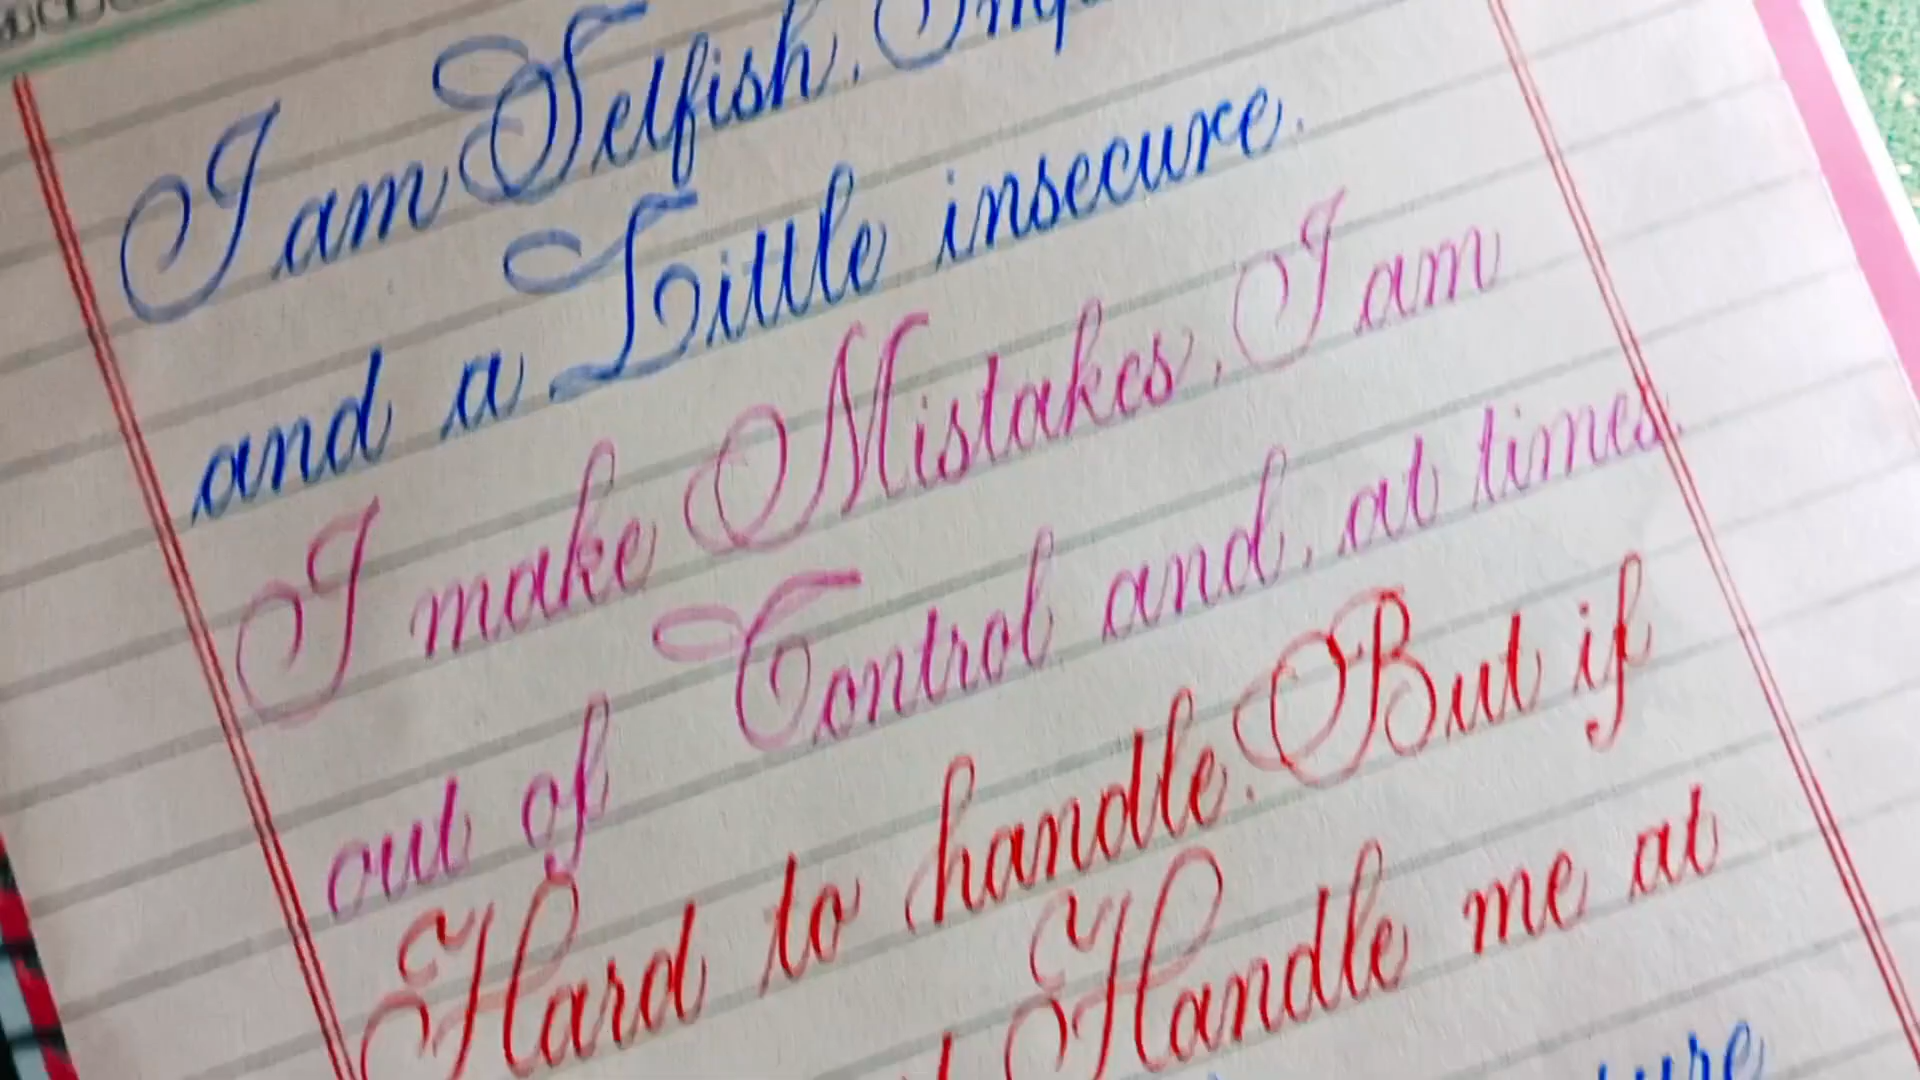 I am Selfish,
and a Little insecure.
I make Mistakes, I am
out of Control and, at times,
Hard to handle. But if
Handle me at